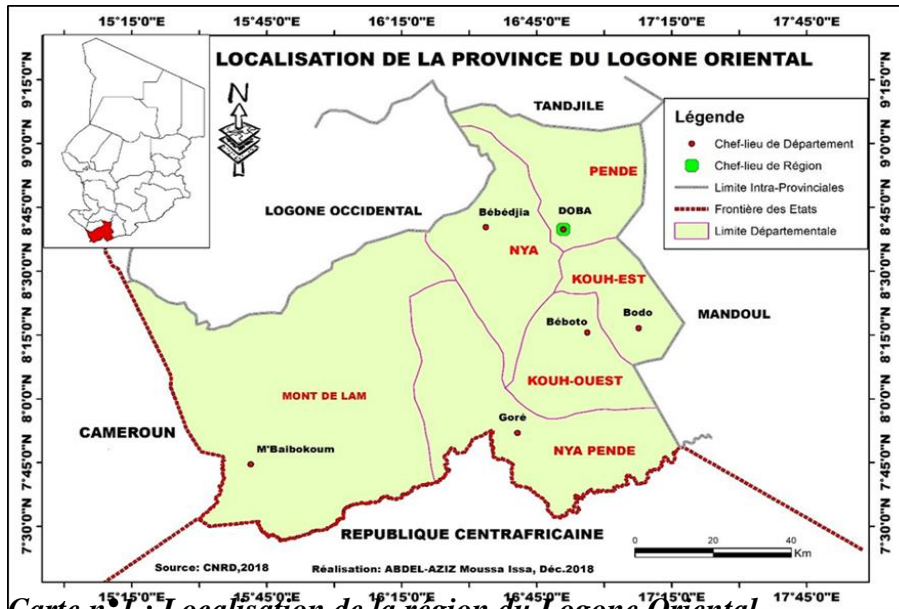 15°15'0"E 15°45'0"E 16°15'0"E 16°45'0"E 17°15'0"E 17°45'0"E
LOCALISATION DE LA PROVINCE DU LOGONE ORIENTAL
N
TANDJILE
Légende
Chef-lieu de Département
Chef-lieu de Région
Limite Intra-Provinciales
Frontière des Etats
Limite Départementale
PENDE
LOGONE OCCIDENTAL
Bébédjia
DOBA
NYA
KOUH-EST
MANDOUL
Béboto
Bodo
KOUH-OUEST
MONT DE LAM
Goré
CAMEROUN
M'Baibokoum
NYA PENDE
REPUBLIQUE CENTRAFRICAINE
0 20 40
Km
Source: CNRD,2018 Réalisation: ABDEL-AZIZ Moussa Issa, Déc.2018
9°15'0"N 9°0'0"N 8°45'0"N 8°30'0"N 8°15'0"N 8°0'0"N 7°45'0"N 7°30'0"N
9°15'0"N 9°0'0"N 8°45'0"N 8°30'0"N 8°15'0"N 8°0'0"N 7°45'0"N 7°30'0"N
15°15'0"E 15°45'0"E 16°15'0"E 16°45'0"E 17°15'0"E 17°45'0"E
Carte n°1 : Localisation de la région du Logone Oriental